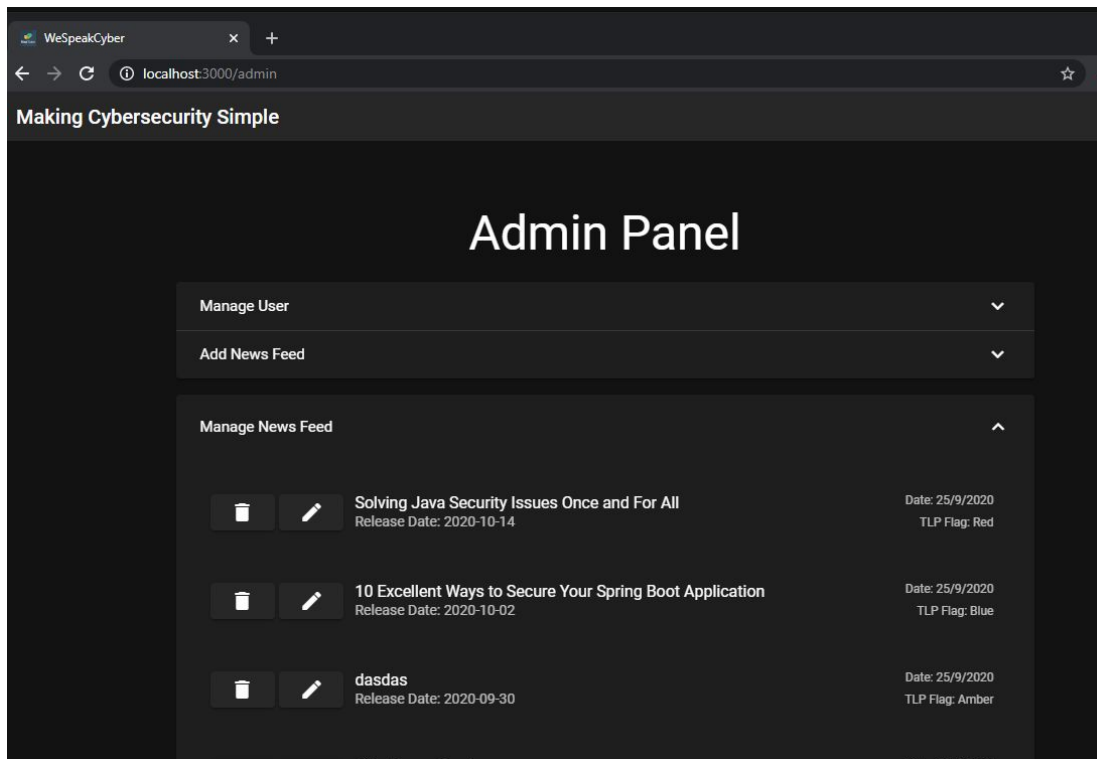 WeSpeakCyber
localhost:3000/admin
Making Cybersecurity Simple
Admin Panel
Manage User
Add News Feed
Manage News Feed
Solving Java Security Issues Once and For All
Date: 25/9/2020
Release Date: 2020-10-14
TLP Flag: Red
10 Excellent Ways to Secure Your Spring Boot Application
Date: 25/9/2020
Release Date: 2020-10-02
TLP Flag: Blue
dasdas
Date: 25/9/2020
Release Date: 2020-09-30
TLP Flag: Amber